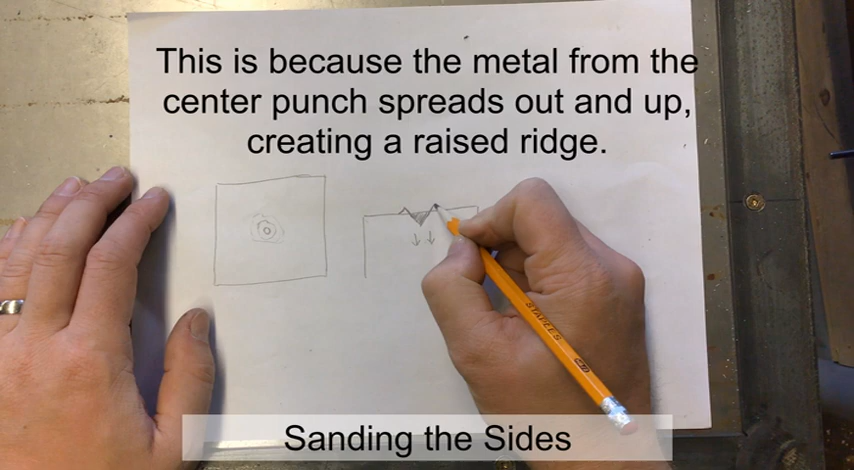 This is because the metal from the
center punch spreads out and up,
creating a raised ridge.
STAPLES
Sanding the Sides